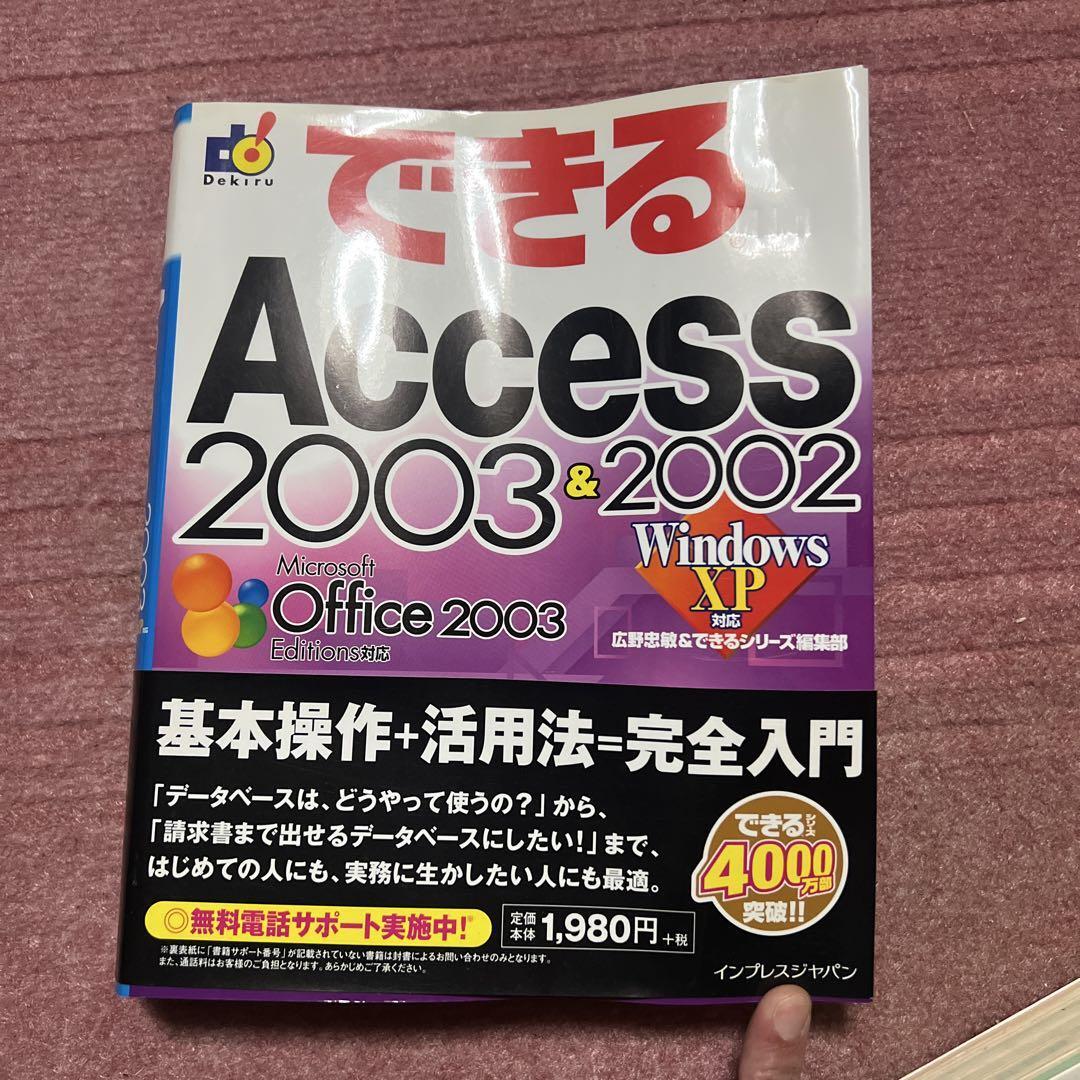 Dekiru
できる
Access
2003&2002
Microsoft
Office 2003
Editions対応
Windows
XP
対応
広野忠敏&できるシリーズ編集部
基本操作+活用法=完全入門
「データベースは、どうやって使うの?」から、
「請求書まで出せるデータベースにしたい!」まで、
はじめての人にも、実務に生かしたい人にも最適。
できるシリーズ
4000万部
突破!!
◎無料電話サポート実施中!※
定価
本体 1,980円+税
※裏表紙に「書籍サポート番号」が記載されていない書籍は封書によるお問い合わせのみとなります。
また、通話料はお客様のご負担となります。あらかじめご了承ください。
インプレスジャパン